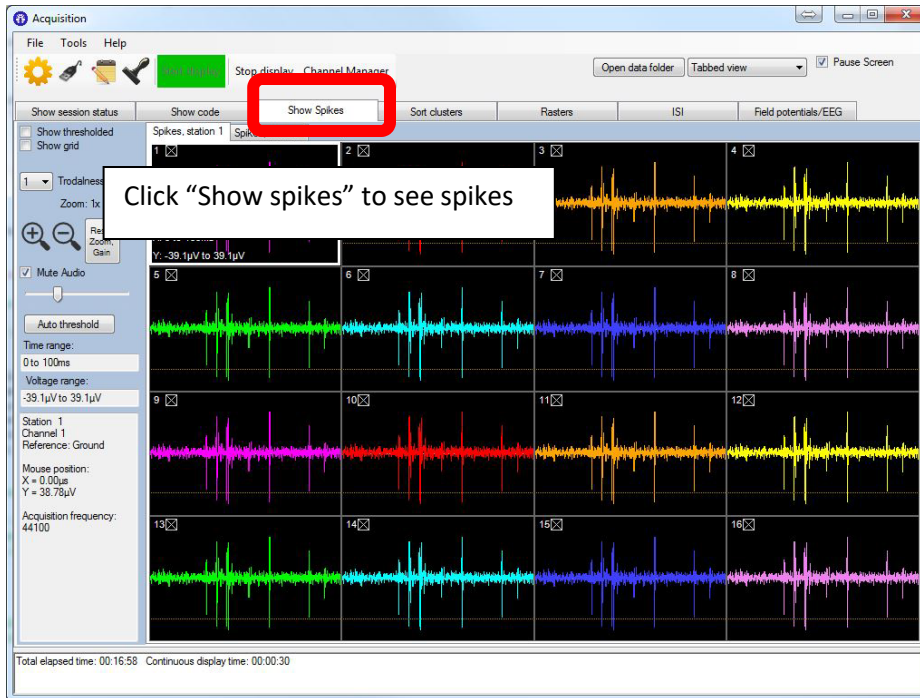 Acquisition
File Tools Help
Stop display Channel Manager
Open data folder Tabbed view Pause Screen
Show session status Show code Show Spikes Sort clusters Rasters ISI Field potentials/EEG
Show thresholded
Show grid
Spikes, station 1
1 2 3 4
1 Trodalness
Click “Show spikes” to see spikes
Zoom: 1x
Zoom,
Gain
Y: -39.1µV to 39.1µV
Mute Audio
5 6 7 8
Auto threshold
Time range:
0 to 100ms
Voltage range:
-39.1µV to 39.1µV
9 10 11 12
Station 1
Channel 1
Reference: Ground
Mouse position:
X = 0.00µs
Y = 38.78µV
Acquisition frequency:
44100
13 14 15 16
Total elapsed time: 00:16:58 Continuous display time: 00:00:30